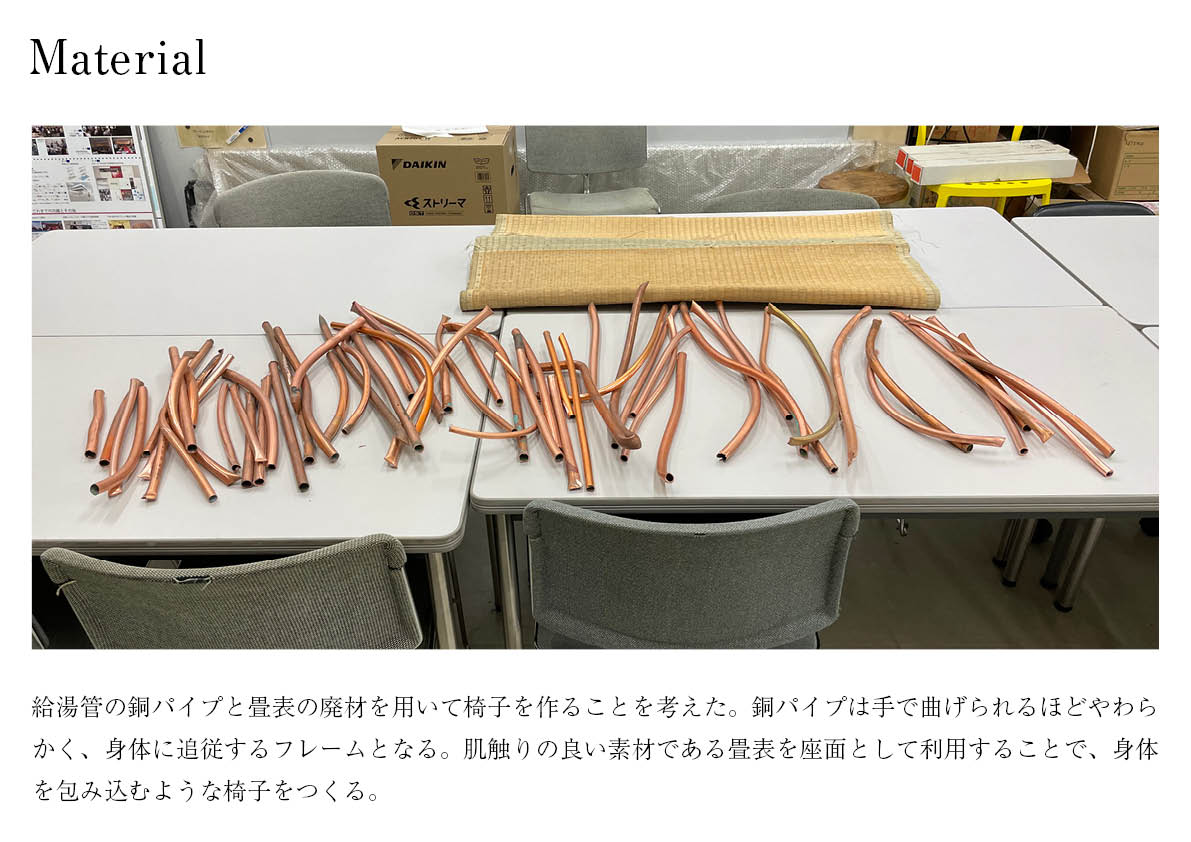 Material
DAIKIN
ストリーマ
給湯管の銅パイプと畳表の廃材を用いて椅子を作ることを考えた。銅パイプは手で曲げられるほどやわら
かく、身体に追従するフレームとなる。肌触りの良い素材である畳表を座面として利用することで、身体
を包み込むような椅子をつくる。